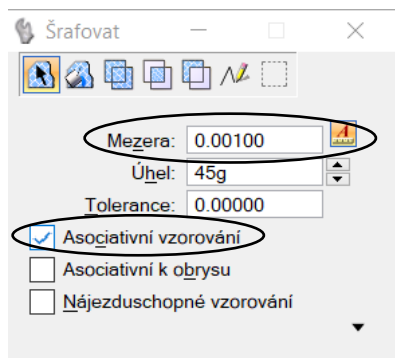 Šrafovat
Mezera: 0.00100
Úhel: 45g
Tolerance: 0.00000
Asociativní vzorování
Asociativní k obrysu
Nájezduschopné vzorování